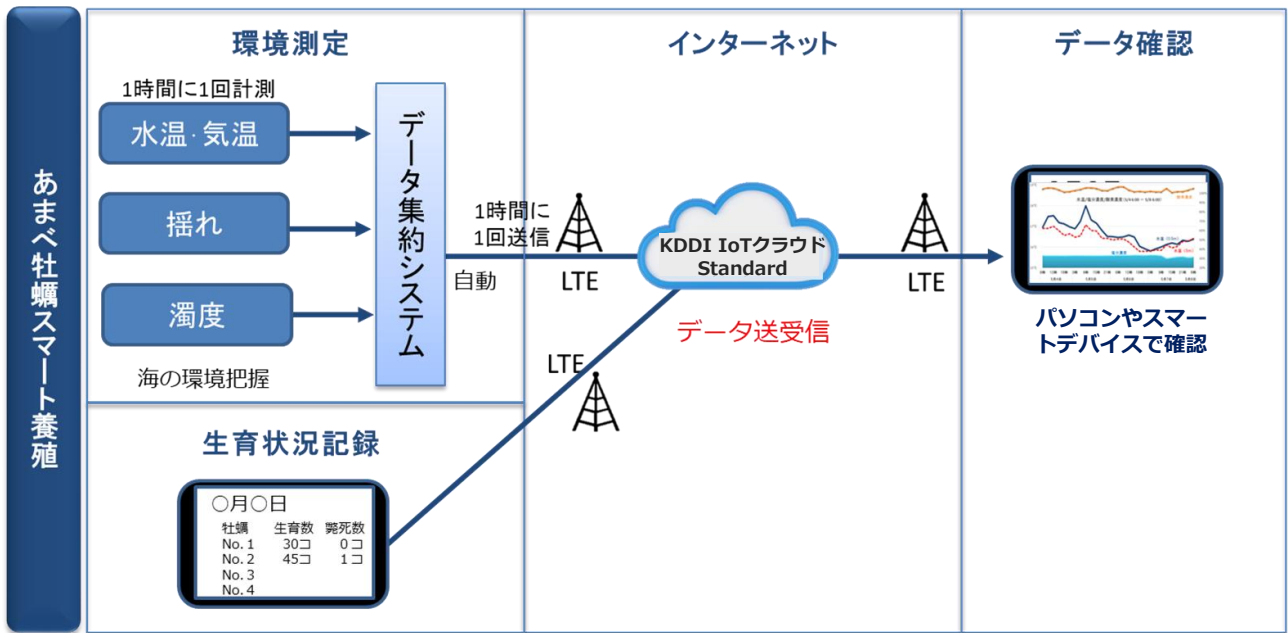 あまべ牡蠣スマート養殖
環境測定
1時間に1回計測
水温・気温
揺れ
濁度
海の環境把握
データ集約システム
1時間に
1回送信
自動
生育状況記録
〇月〇日
牡蠣 生育数 斃死数
No. 1 30コ 0コ
No. 2 45コ 1コ
No. 3
No. 4
インターネット
LTE
KDDI IoTクラウド
Standard
LTE
データ送受信
LTE
データ確認
パソコンやスマー
トデバイスで確認